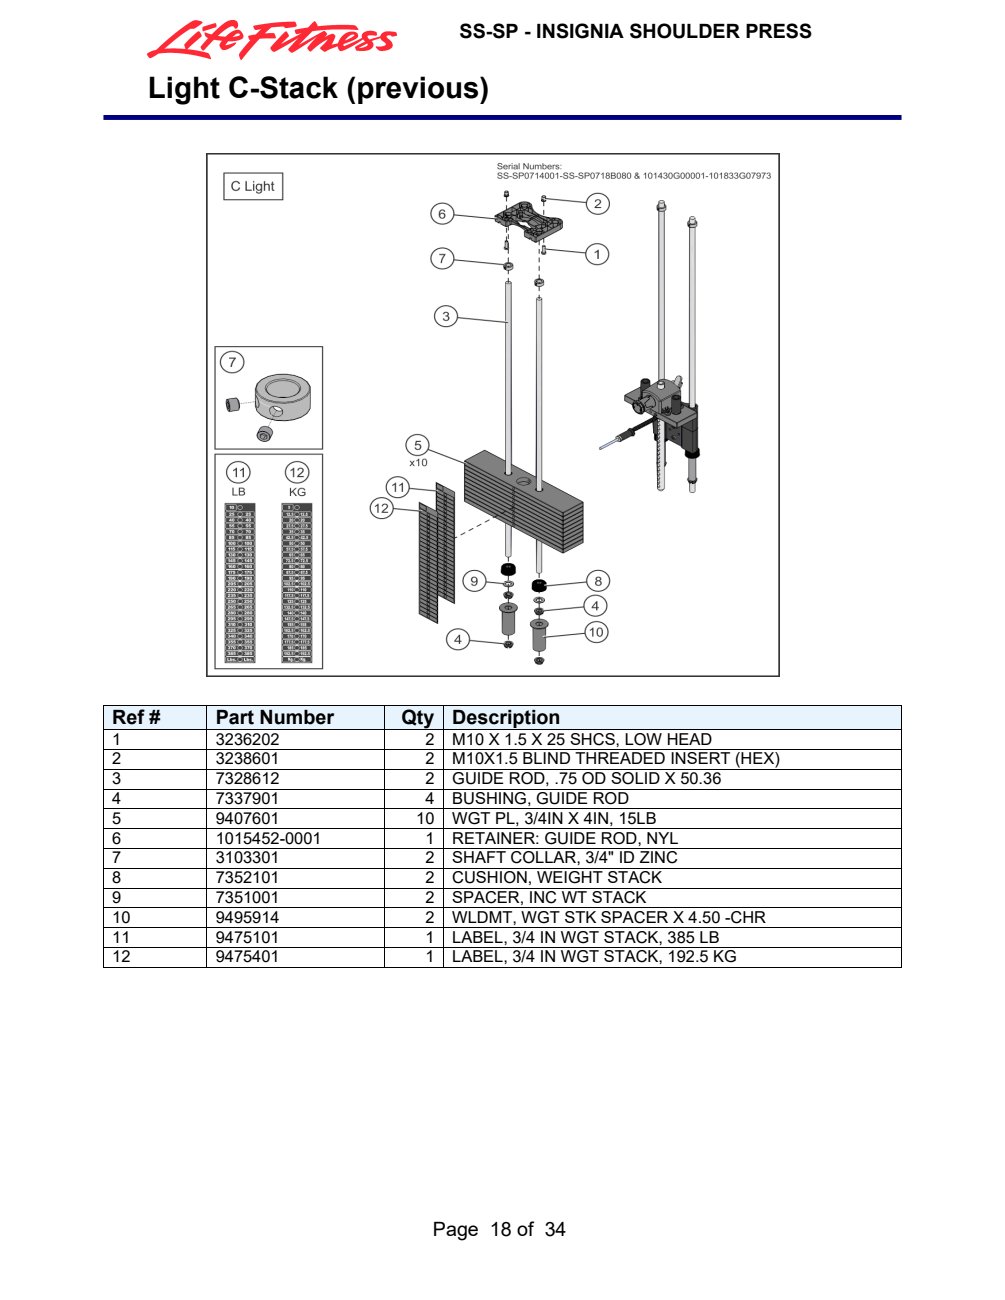 LifeFitness
SS-SP - INSIGNIA SHOULDER PRESS
Light C-Stack (previous)
Serial Numbers:
SS-SP0714001-SS-SP0718B080 & 101430G00001-101833G07973
C Light
2
6
1
7
3
7
5
x10
11
12
11
LB
12
KG
9
8
4
4
10
Ref # Part Number Qty Description
1 3236202 2 M10 X 1.5 X 25 SHCS, LOW HEAD
2 3238601 2 M10X1.5 BLIND THREADED INSERT (HEX)
3 7328612 2 GUIDE ROD, .75 OD SOLID X 50.36
4 7337901 4 BUSHING, GUIDE ROD
5 9407601 10 WGT PL, 3/4IN X 4IN, 15LB
6 1015452-0001 1 RETAINER: GUIDE ROD, NYL
7 3103301 2 SHAFT COLLAR, 3/4" ID ZINC
8 7352101 2 CUSHION, WEIGHT STACK
9 7351001 2 SPACER, INC WT STACK
10 9495914 2 WLDMT, WGT STK SPACER X 4.50 -CHR
11 9475101 1 LABEL, 3/4 IN WGT STACK, 385 LB
12 9475401 1 LABEL, 3/4 IN WGT STACK, 192.5 KG
Page 18 of 34